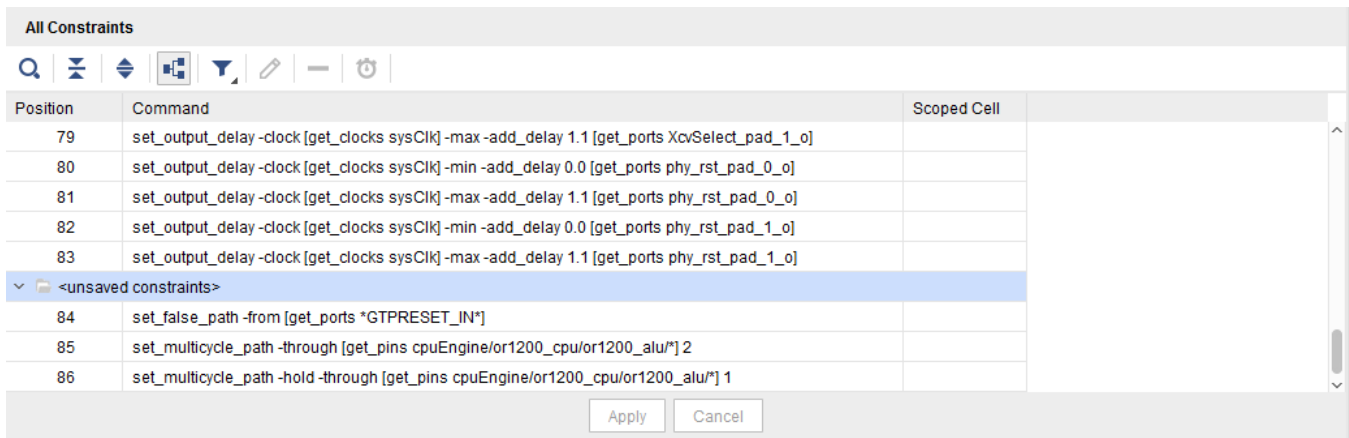 All Constraints
Position Command Scoped Cell
79 set_output_delay -clock [get_clocks sysClk] -max -add_delay 1.1 [get_ports XcvSelect_pad_1_o]
80 set_output_delay -clock [get_clocks sysClk] -min -add_delay 0.0 [get_ports phy_rst_pad_0_o]
81 set_output_delay -clock [get_clocks sysClk] -max -add_delay 1.1 [get_ports phy_rst_pad_0_o]
82 set_output_delay -clock [get_clocks sysClk] -min -add_delay 0.0 [get_ports phy_rst_pad_1_o]
83 set_output_delay -clock [get_clocks sysClk] -max -add_delay 1.1 [get_ports phy_rst_pad_1_o]
<unsaved constraints>
84 set_false_path -from [get_ports *GTPRESET_IN*]
85 set_multicycle_path -through [get_pins cpuEngine/or1200_cpu/or1200_alu/*] 2
86 set_multicycle_path -hold -through [get_pins cpuEngine/or1200_cpu/or1200_alu/*] 1
Apply Cancel